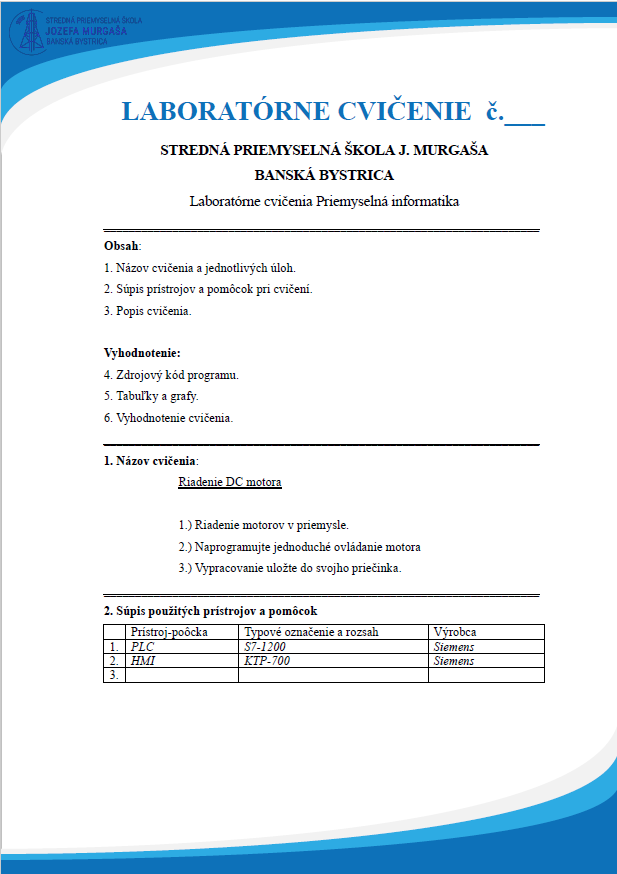 STREDNÁ PRIEMYSELNÁ ŠKOLA
JOZEFA MURGAŠA
BANSKÁ BYSTRICA
LABORATÓRNE CVIČENIE č.___
STREDNÁ PRIEMYSELNÁ ŠKOLA J. MURGAŠA
BANSKÁ BYSTRICA
Laboratórne cvičenia Priemyselná informatika
Obsah:
1. Názov cvičenia a jednotlivých úloh.
2. Súpis prístrojov a pomôcok pri cvičení.
3. Popis cvičenia.
Vyhodnotenie:
4. Zdrojový kód programu.
5. Tabuľky a grafy.
6. Vyhodnotenie cvičenia.
1. Názov cvičenia:
Riadenie DC motora
1.) Riadenie motorov v priemysle.
2.) Naprogramujte jednoduché ovládanie motora
3.) Vypracovanie uložte do svojho priečinka.
2. Súpis použitých prístrojov a pomôcok
Prístroj-poôcka Typové označenie a rozsah Výrobca
1. PLC S7-1200 Siemens
2. HMI KTP-700 Siemens
3.